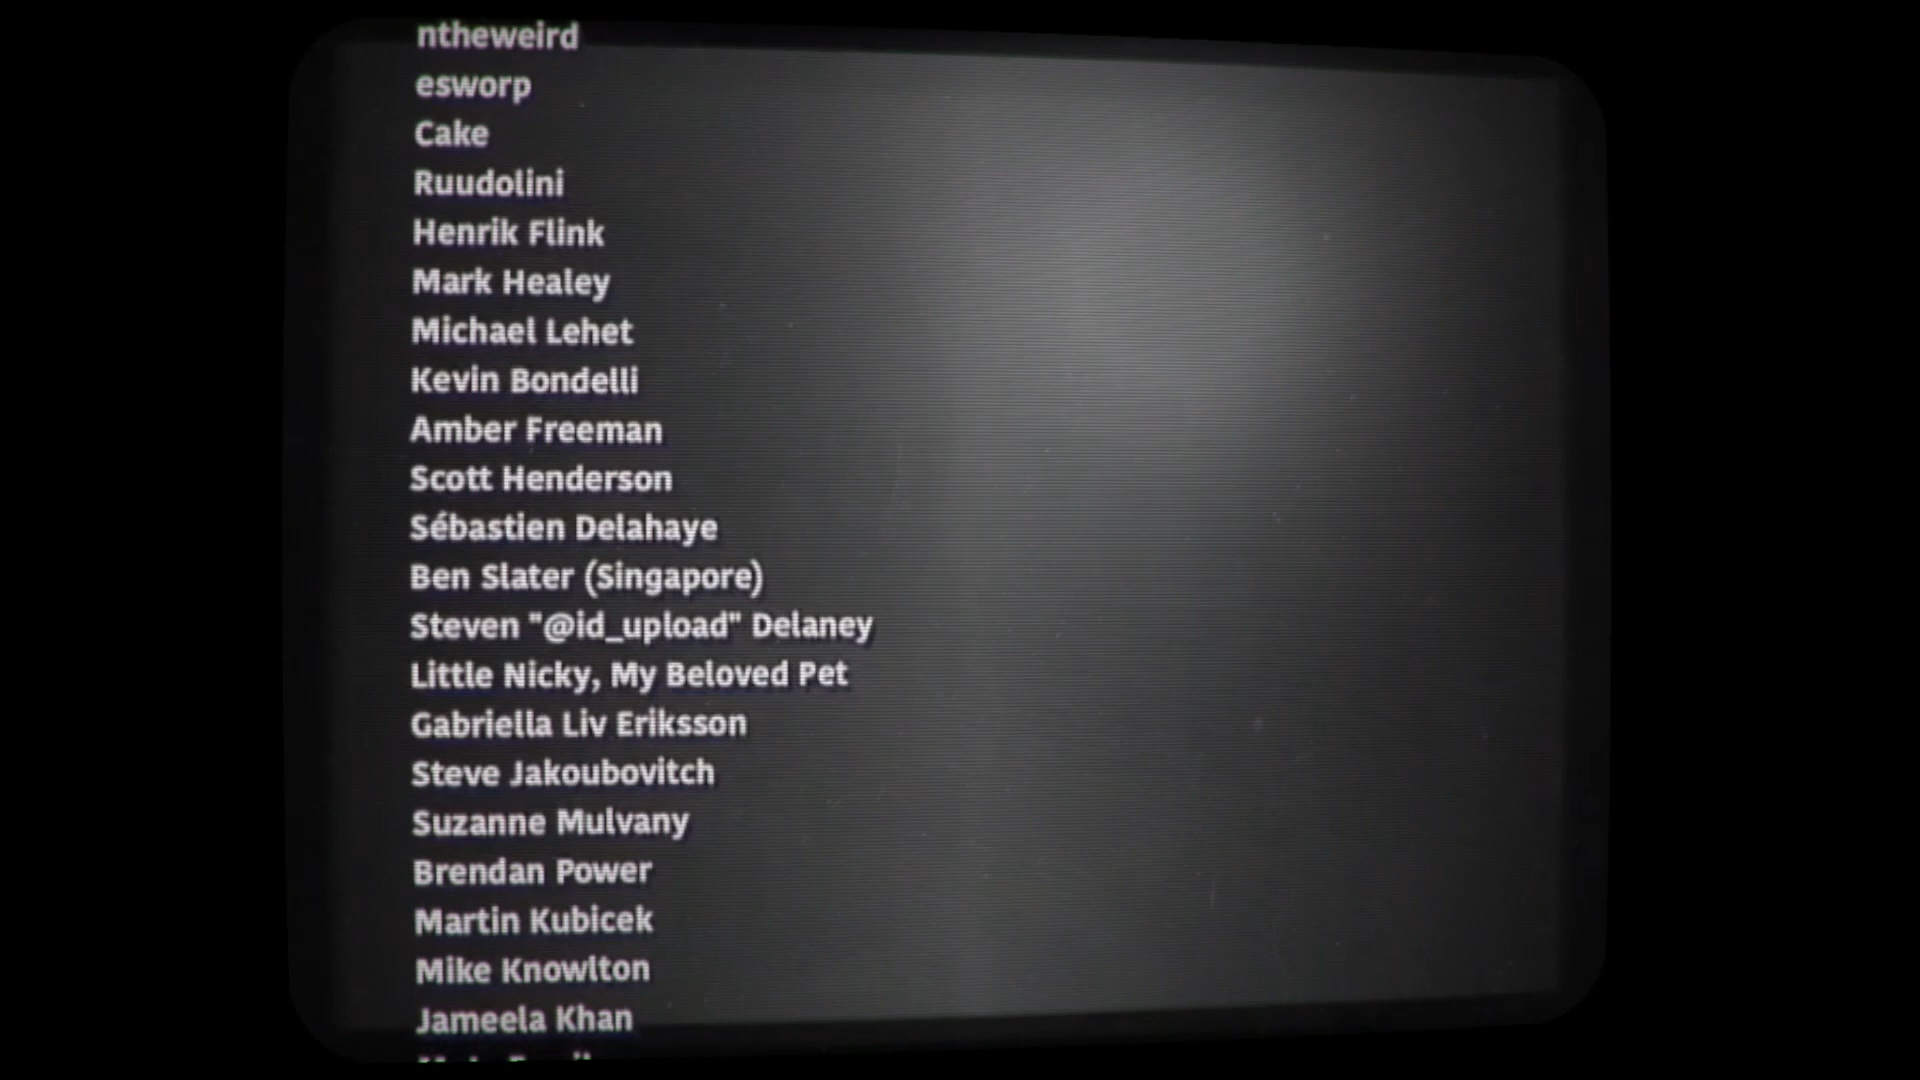 ntheweird
esworp
Cake
Ruudolini
Henrik Flink
Mark Healey
Michael Lehet
Kevin Bondelli
Amber Freeman
Scott Henderson
Sébastien Delahaye
Ben Slater (Singapore)
Steven "@id_upload" Delaney
Little Nicky, My Beloved Pet
Gabriella Liv Eriksson
Steve Jakoubovitch
Suzanne Mulvany
Brendan Power
Martin Kubicek
Mike Knowlton
Jameela Khan